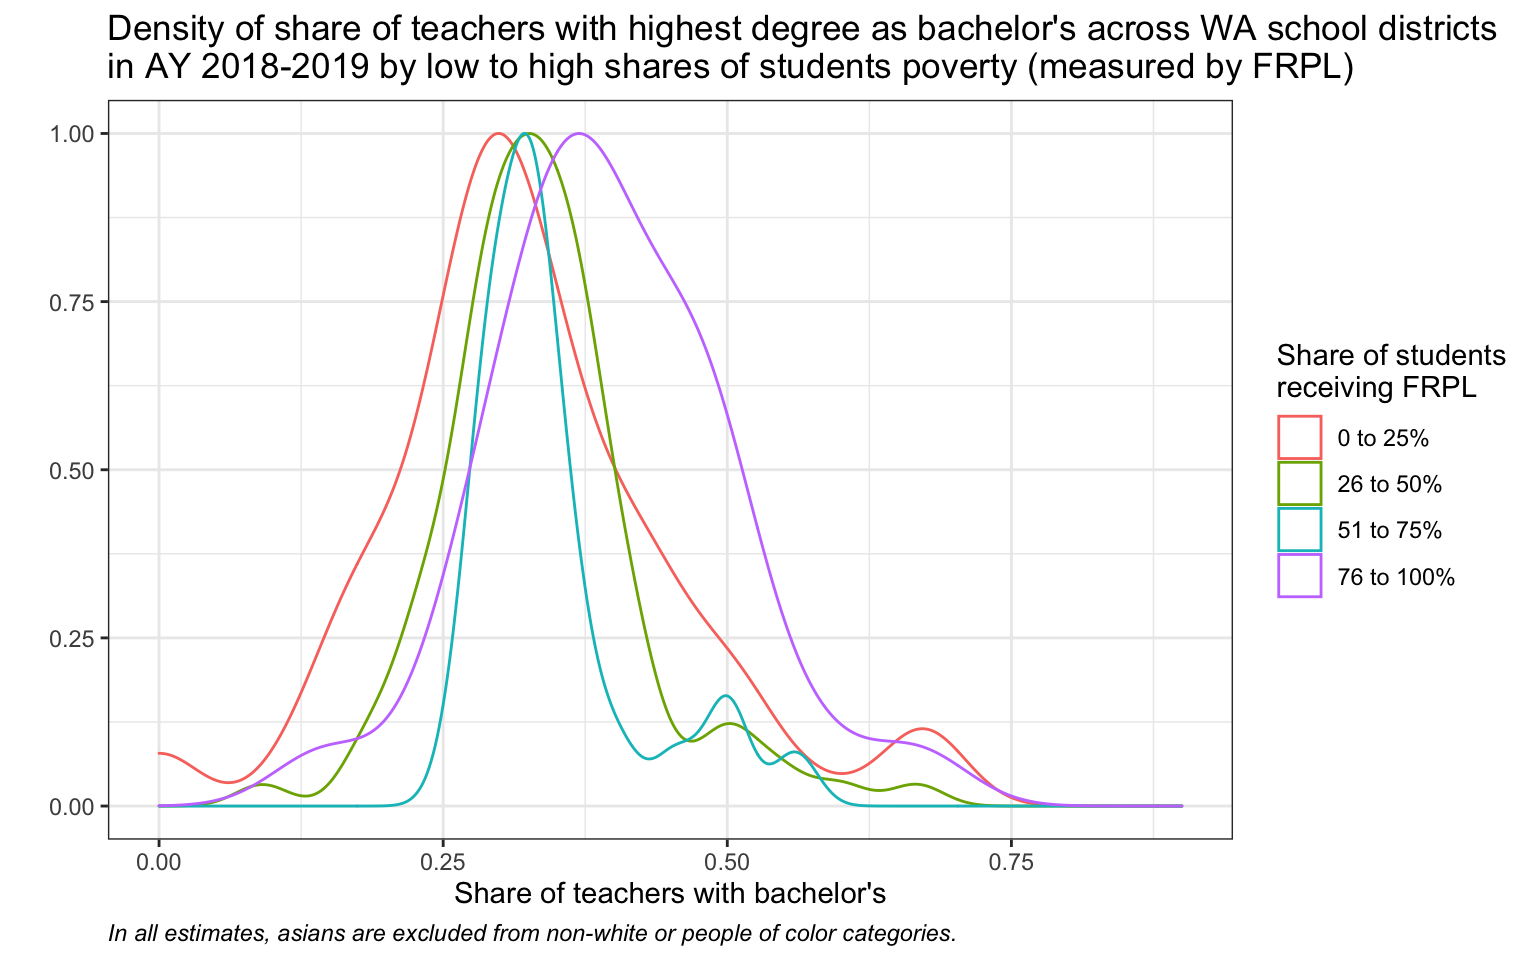 Density of share of teachers with highest degree as bachelor's across WA school districts
in AY 2018-2019 by low to high shares of students poverty (measured by FRPL)
1.00
0.75
0.50
0.25
0.00
0.00 0.25 0.50 0.75
Share of teachers with bachelor's
In all estimates, asians are excluded from non-white or people of color categories.
Share of students
receiving FRPL
0 to 25%
26 to 50%
51 to 75%
76 to 100%